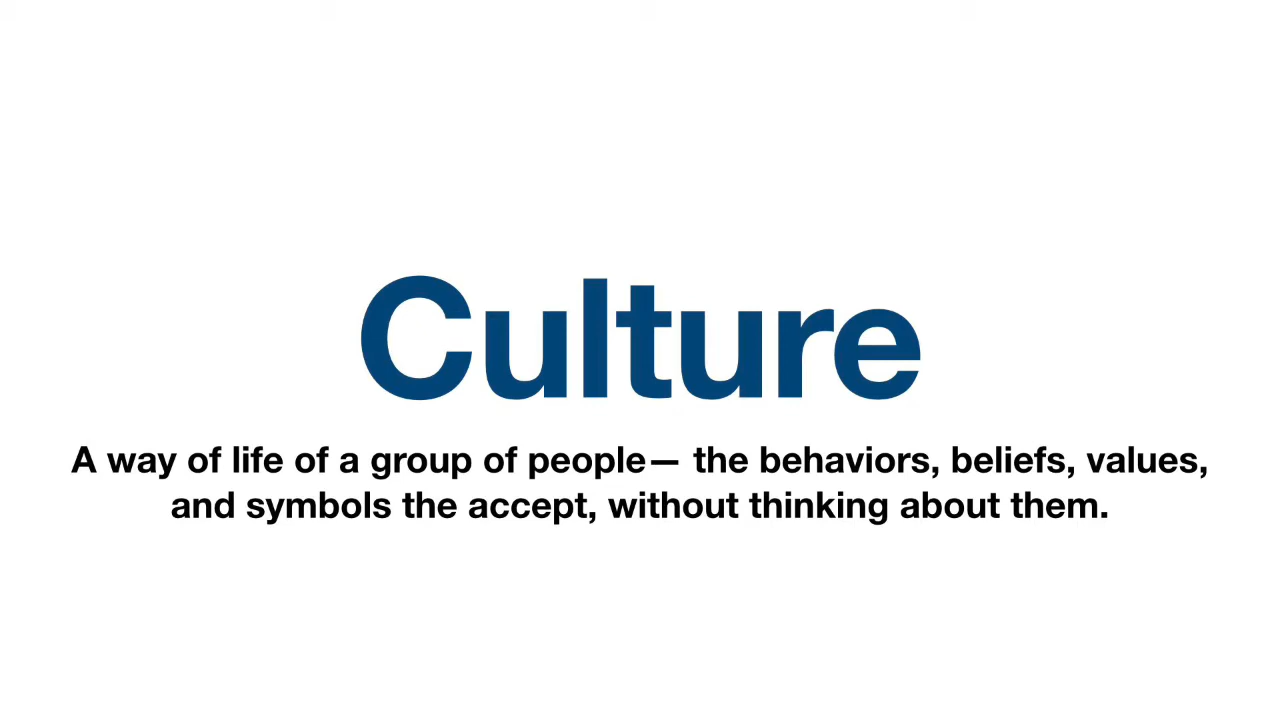 Culture
A way of life of a group of people— the behaviors, beliefs, values,
and symbols the accept, without thinking about them.